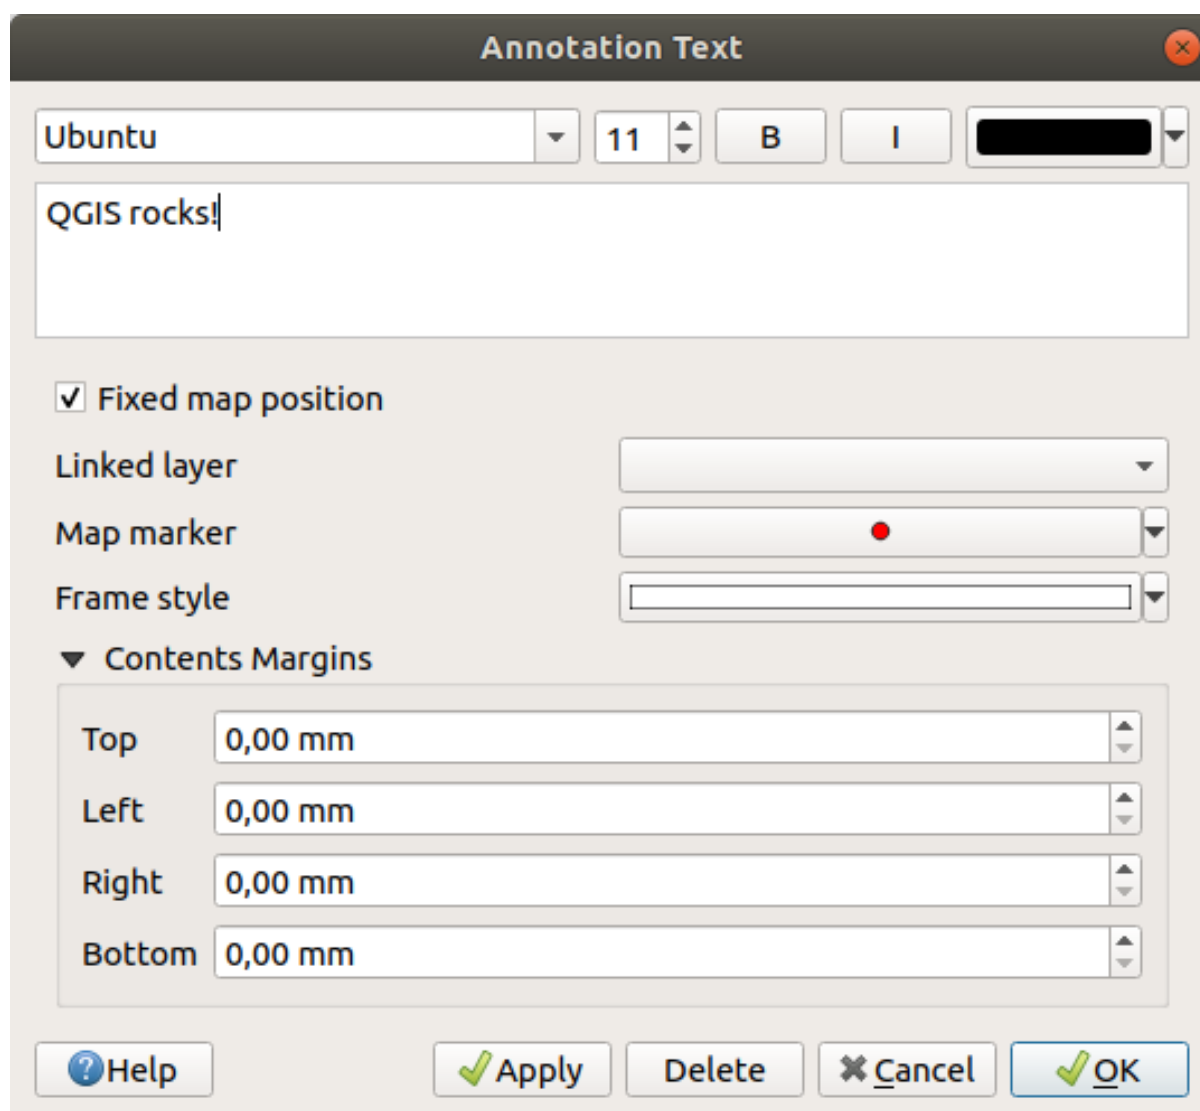 Annotation Text
Ubuntu 11 B I
QGIS rocks!
Fixed map position
Linked layer
Map marker
Frame style
Contents Margins
Top 0,00 mm
Left 0,00 mm
Right 0,00 mm
Bottom 0,00 mm
Help Apply Delete Cancel OK